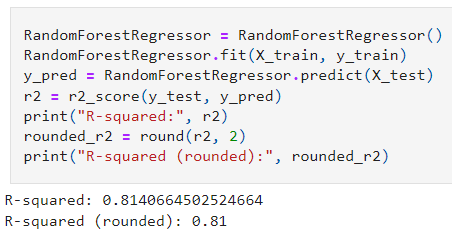 RandomForestRegressor = RandomForestRegressor()
RandomForestRegressor.fit(X_train, y_train)
y_pred = RandomForestRegressor.predict(X_test)
r2 = r2_score(y_test, y_pred)
print("R-squared:", r2)
rounded_r2 = round(r2, 2)
print("R-squared (rounded):", rounded_r2)
R-squared: 0.8140664502524664
R-squared (rounded): 0.81